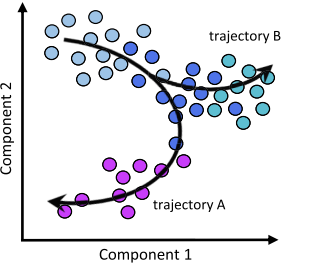 trajectory B
Component 2
trajectory A
Component 1